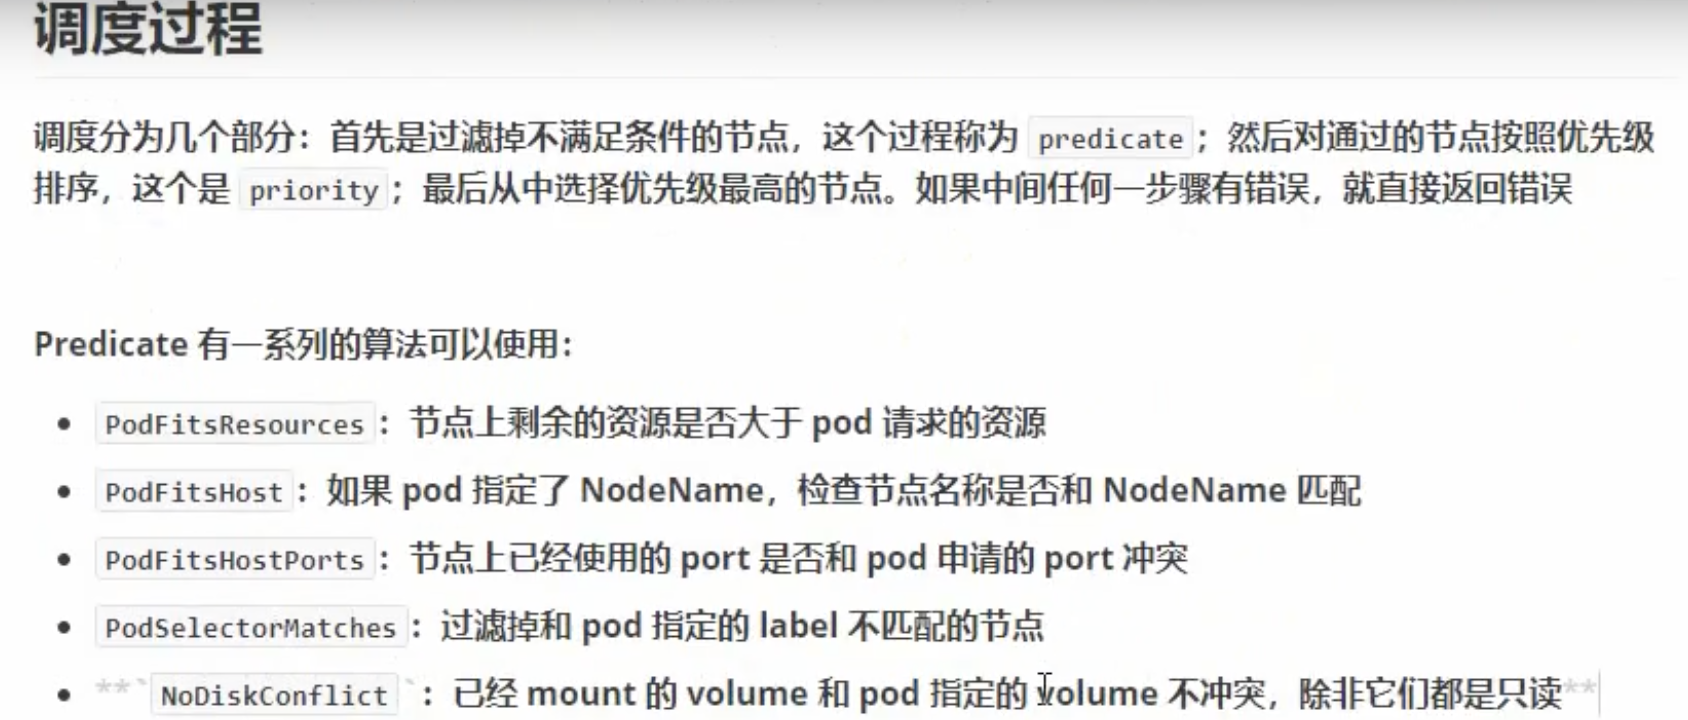 调度过程
调度分为几个部分：首先是过滤掉不满足条件的节点，这个过程称为 predicate；然后对通过的节点按照优先级
排序，这个是 priority；最后从中选择优先级最高的节点。如果中间任何一步骤有错误，就直接返回错误
Predicate 有一系列的算法可以使用：
• PodFitsResources：节点上剩余的资源是否大于 pod 请求的资源
• PodFitsHost：如果 pod 指定了 NodeName，检查节点名称是否和 NodeName 匹配
• PodFitsHostPorts：节点上已经使用的 port 是否和 pod 申请的 port 冲突
• PodSelectorMatches：过滤掉和 pod 指定的 label 不匹配的节点
• **`NoDiskConflict`：已经 mount 的 volume 和 pod 指定的 volume 不冲突，除非它们都是只读**